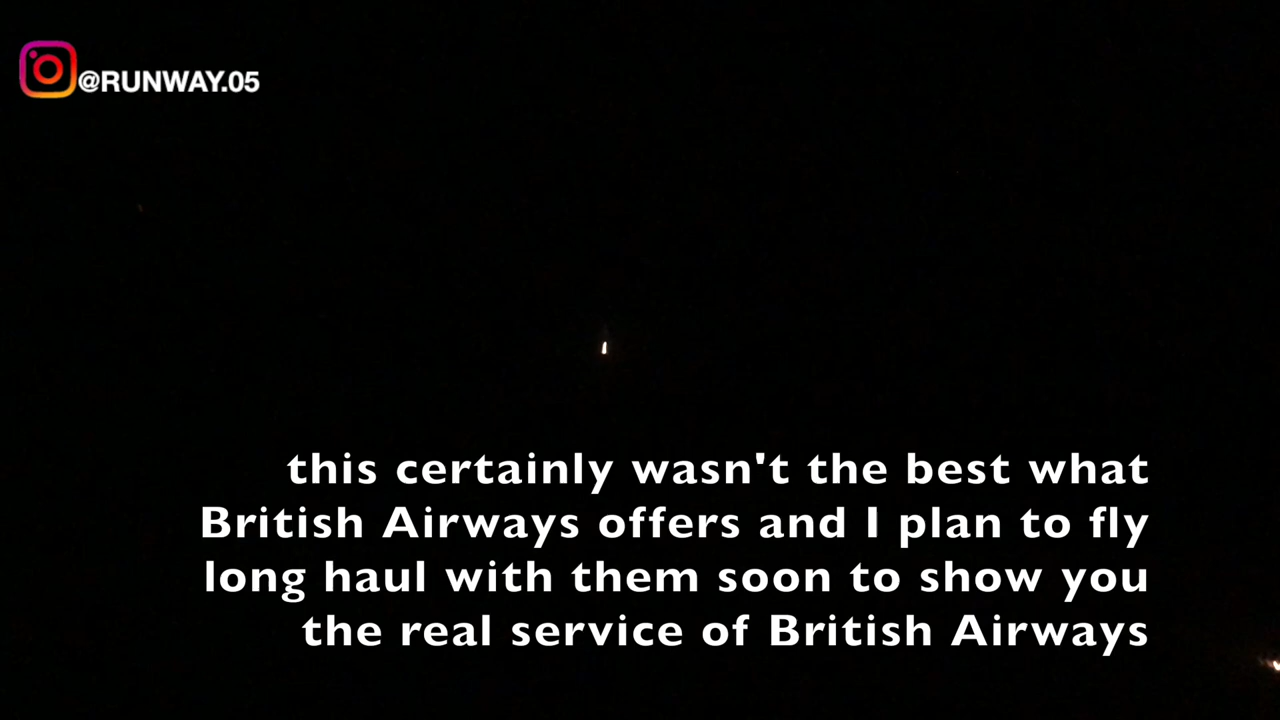 @RUNWAY.05
this certainly wasn't the best what
British Airways offers and I plan to fly
long haul with them soon to show you
the real service of British Airways